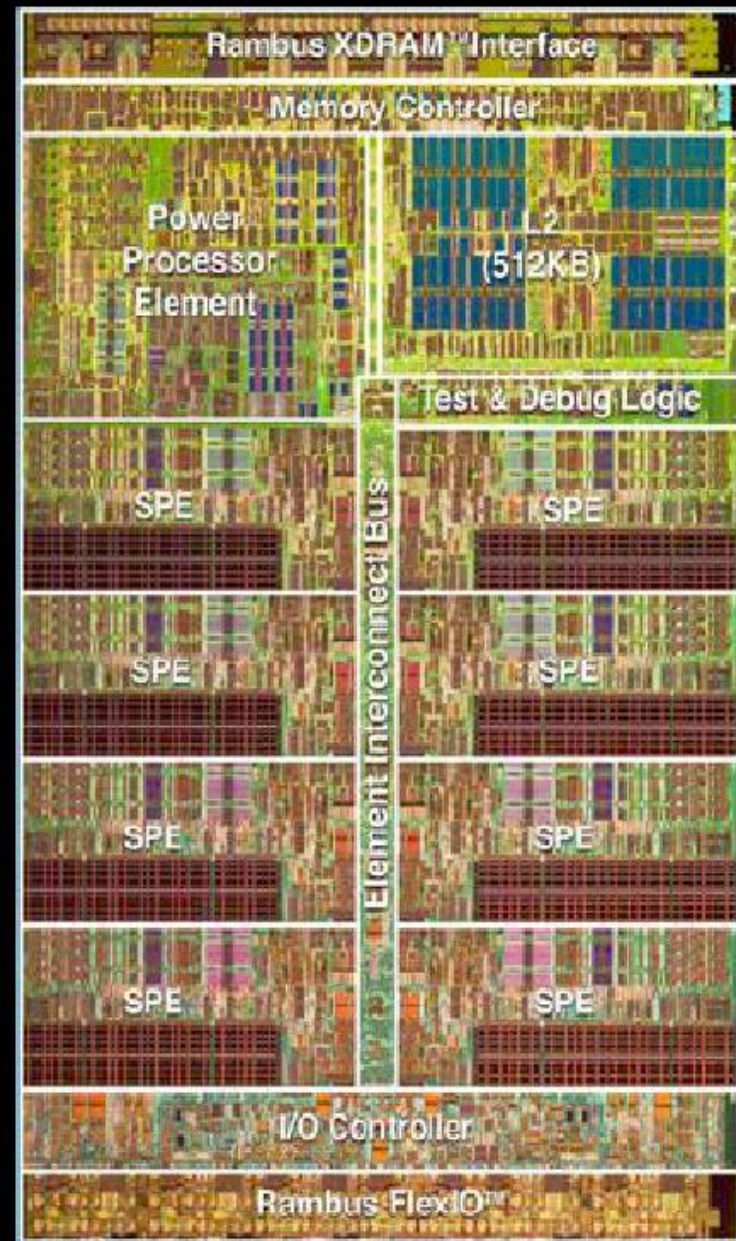 Rambus XDRAM™ Interface
Memory Controller
Power
Processor
Element
L2
(512KB)
Test & Debug Logic
Element Interconnect Bus
SPE
SPE
SPE
SPE
SPE
SPE
SPE
SPE
I/O Controller
Rambus FlexIO™